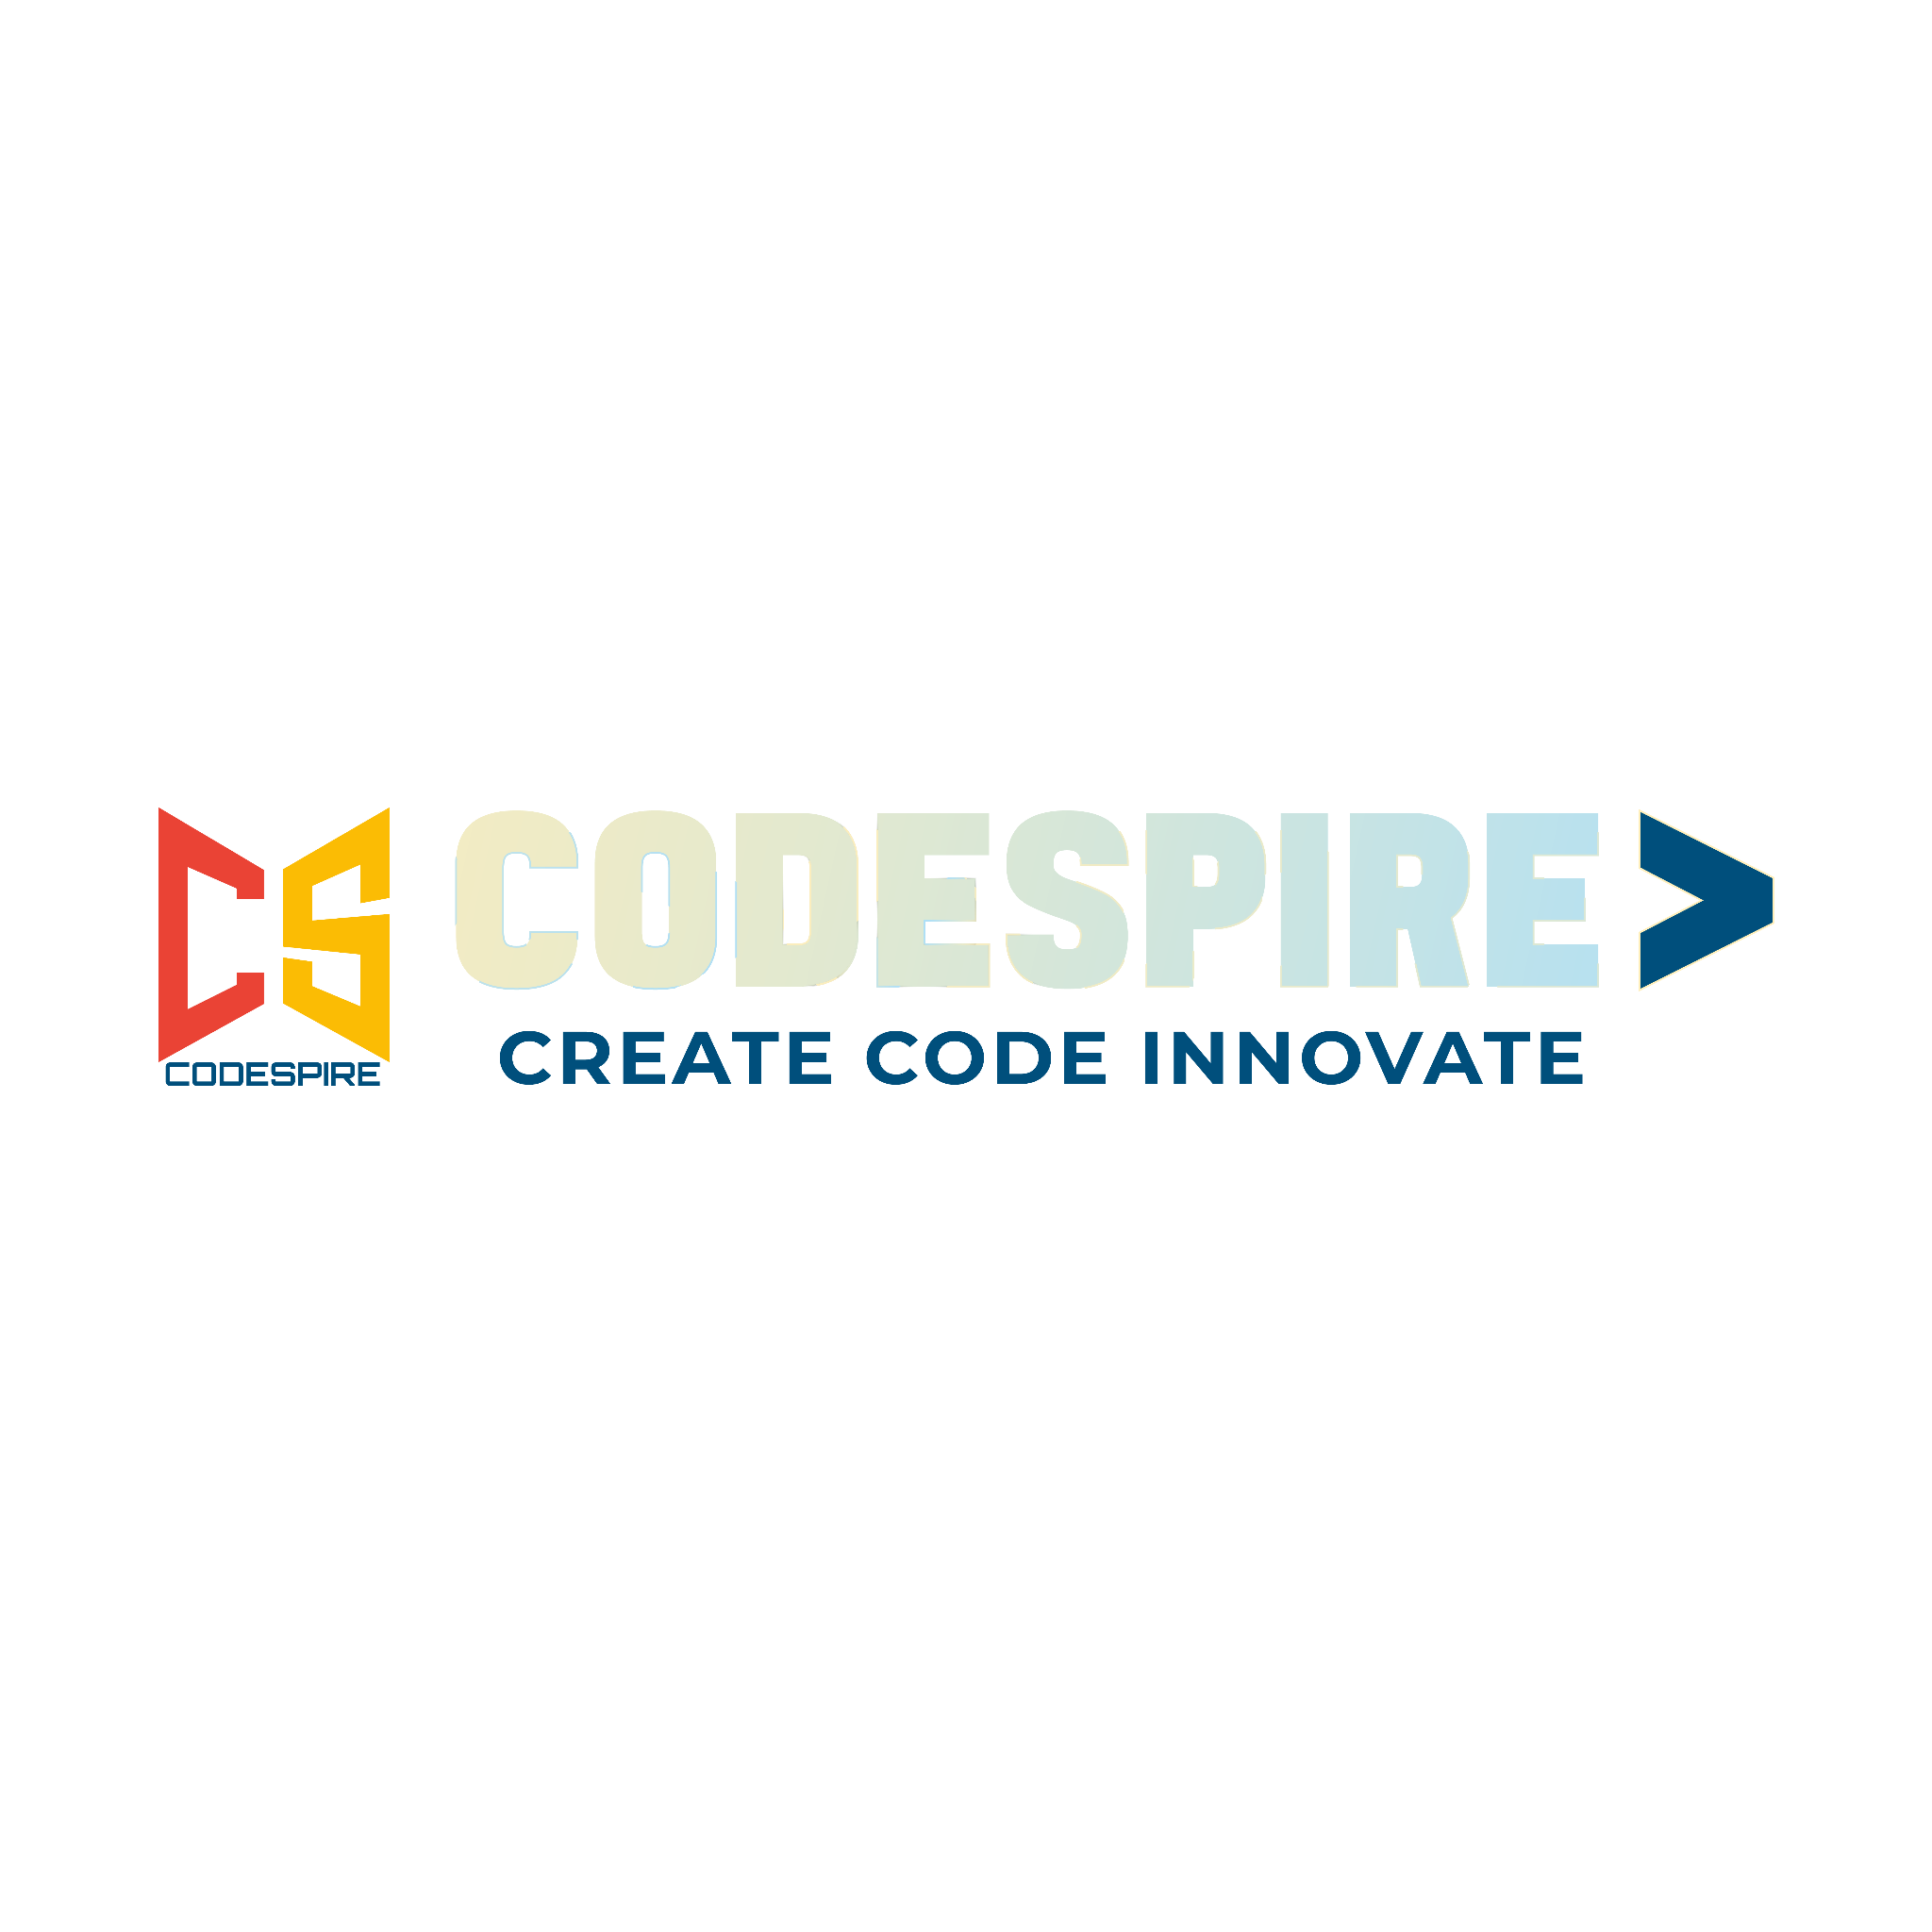 CS
CODESPIRE
CODESPIRE >
CREATE CODE INNOVATE